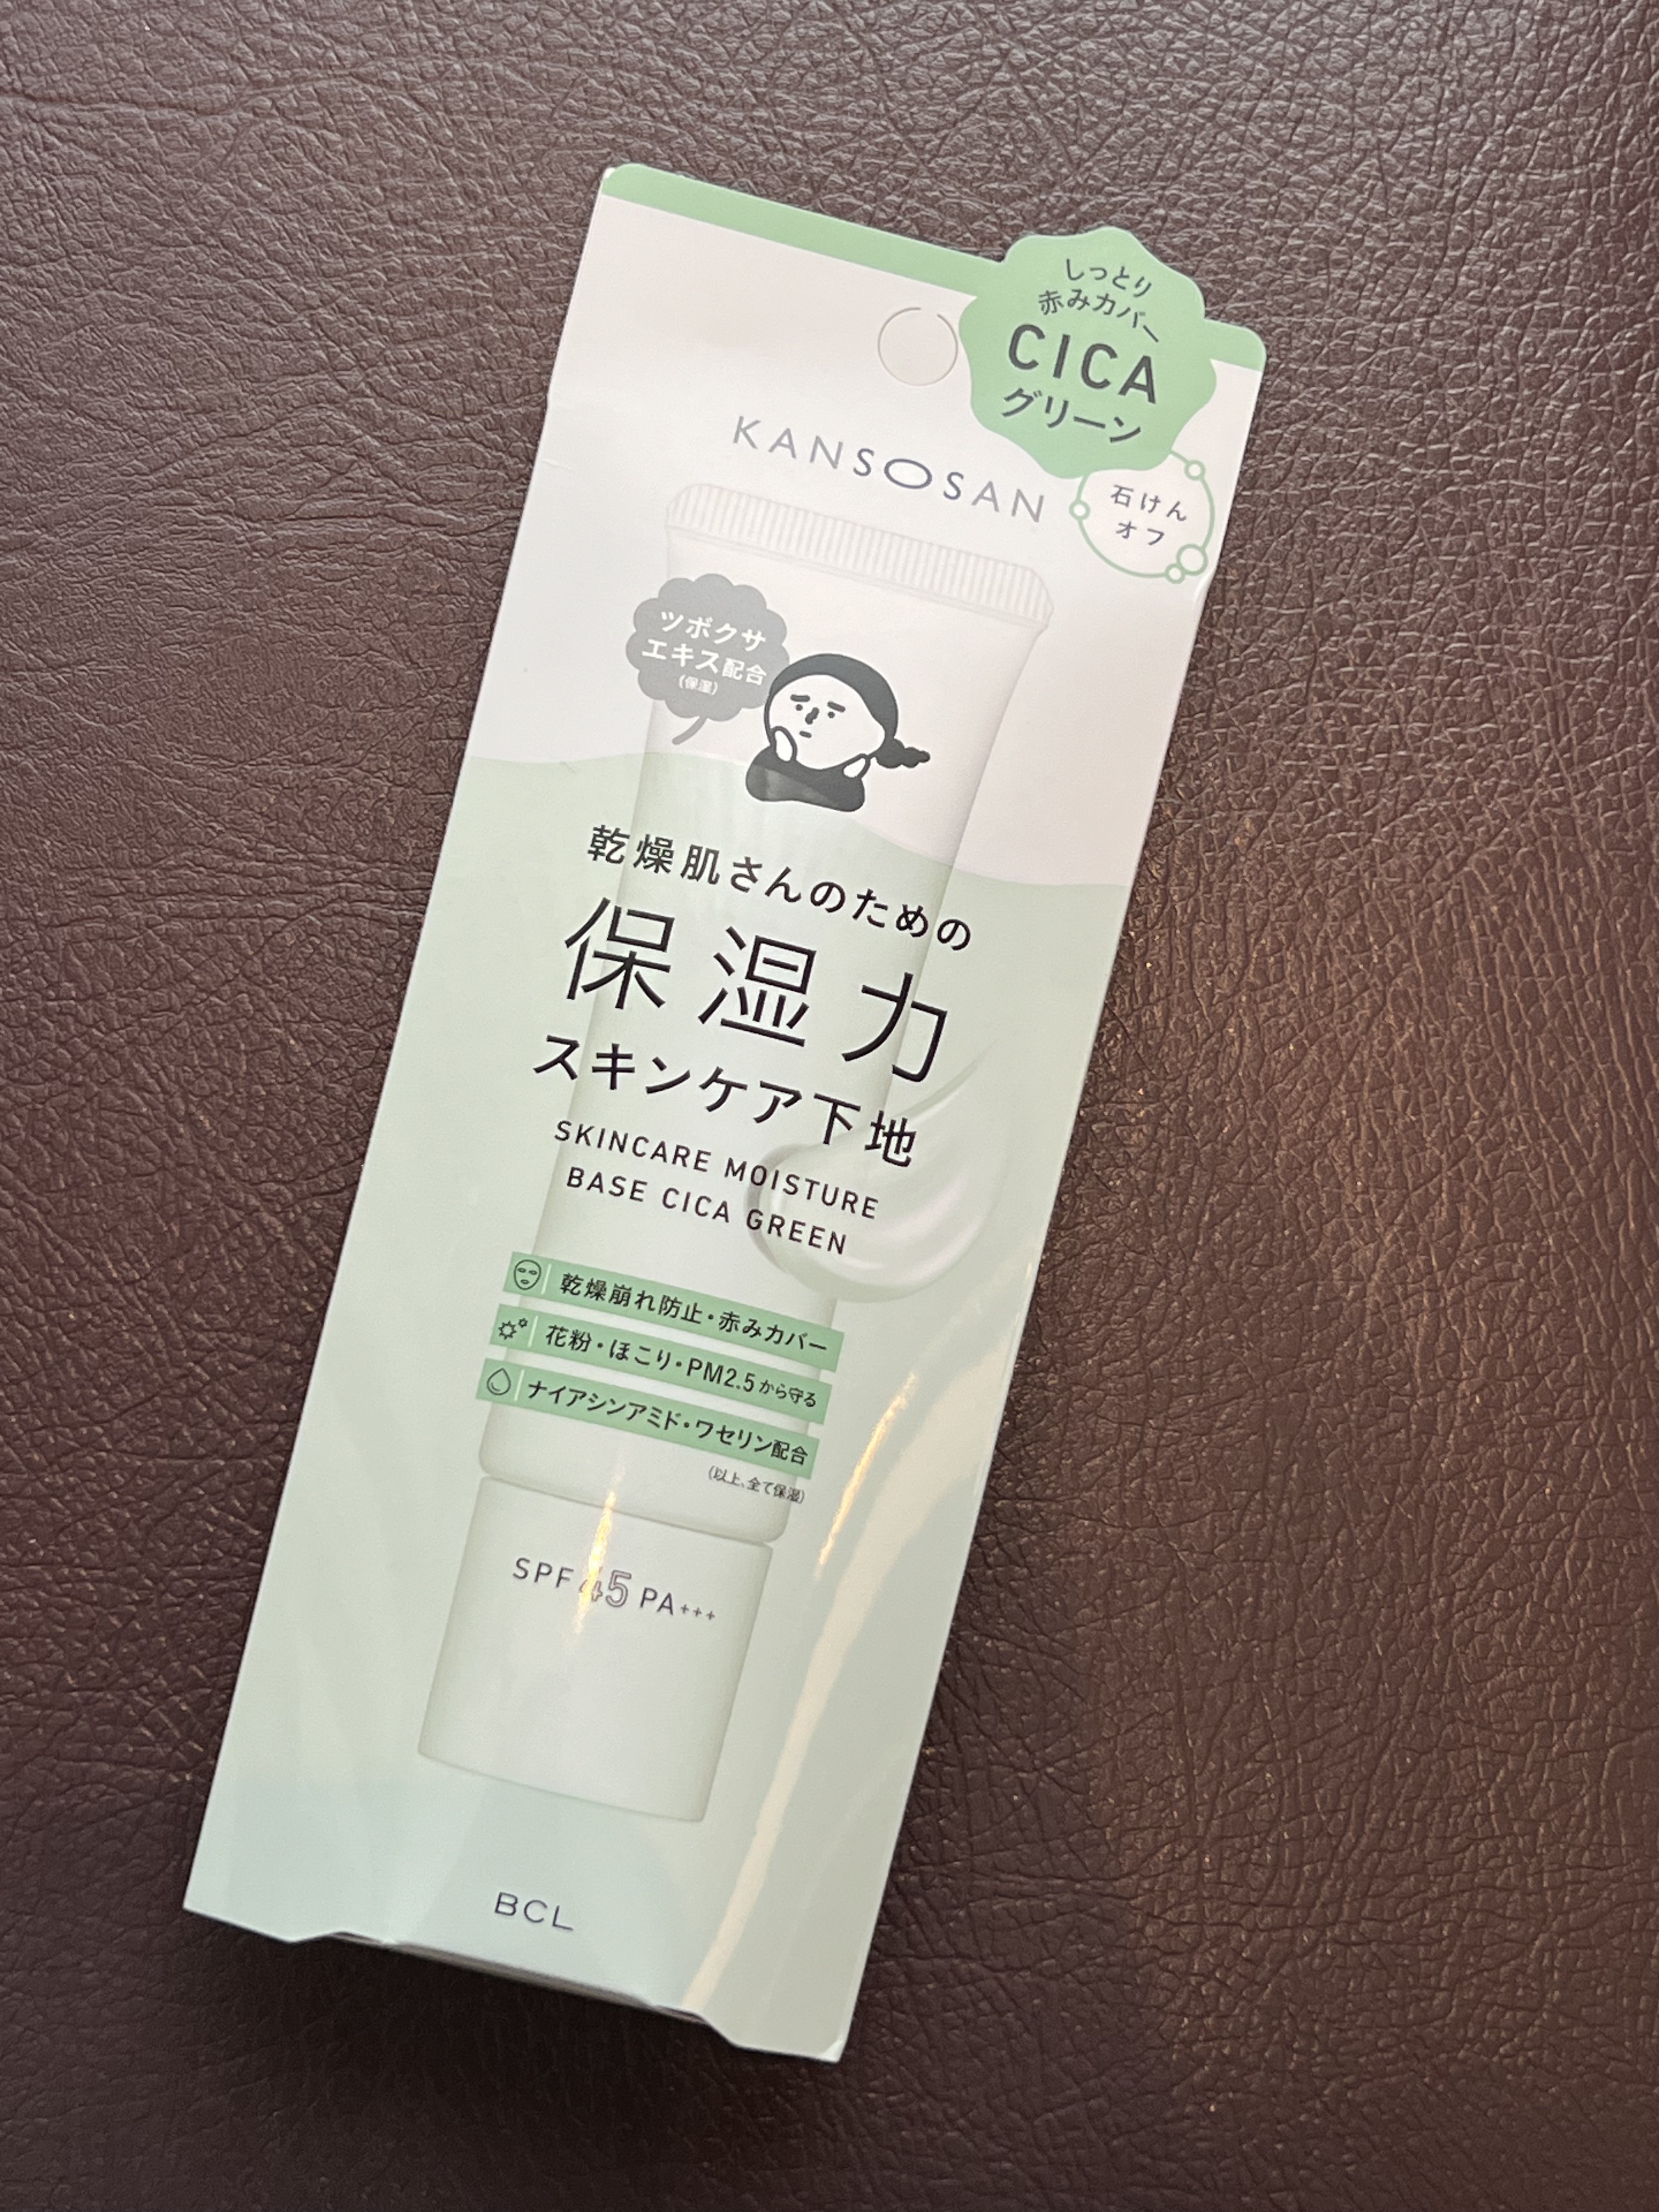 しっとり
赤みカバー
CICA
グリーン
KANSOSAN
石けん
オフ
ツボクサ
エキス配合
(保湿)
乾燥肌さんのための
保湿力
スキンケア下地
SKINCARE MOISTURE
BASE CICA GREEN
乾燥崩れ防止・赤みカバー
花粉・ほこり・PM2.5から守る
ナイアシンアミド・ワセリン配合
(以上、全て保湿)
SPF 45 PA+++
BCL